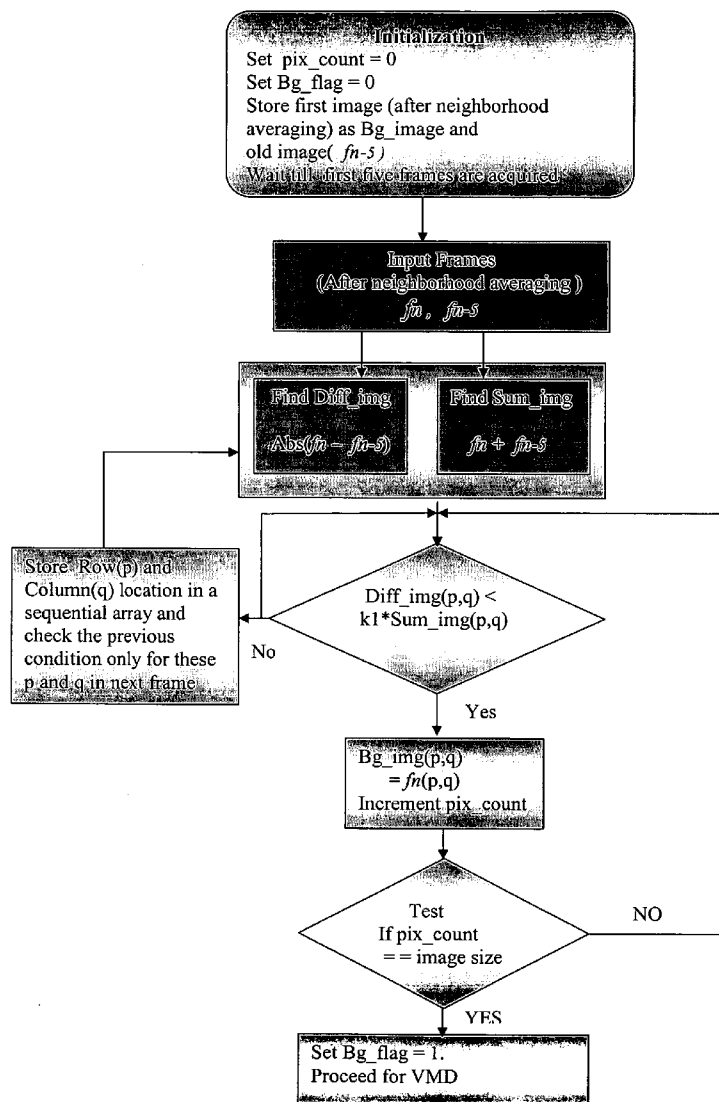 Initialization
Set pix_count = 0
Set Bg_flag = 0
Store first image (after neighborhood
averaging) as Bg_image and
old image( fn-5 )
Wait till first five frames are acquired
Input Frames
(After neighborhood averaging )
fn , fn-5
Find Diff_img
Abs(fn – fn-5)
Find Sum_img
fn + fn-5
Store Row(p) and
Column(q) location in a
sequential array and
check the previous
condition only for these
p and q in next frame
Diff_img(p,q) <
k1*Sum_img(p,q)
No
Yes
Bg_img(p,q)
= fn(p,q)
Increment pix_count
Test
If pix_count
= = image size
NO
YES
Set Bg_flag = 1.
Proceed for VMD